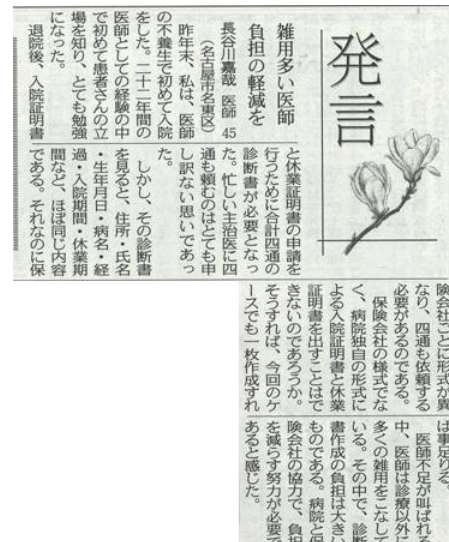 発言
雑用多い医師
負担の軽減を
長谷川嘉哉 医師 45
(名古屋市名東区)
昨年末、私は、医師
の不養生で初めて入院
をした。二十二年間の
医師としての経験の中
で初めて患者さんの立
場を知り、とても勉強
になった。
退院後、入院証明書
と休業証明書の申請を
行うために合計四通の
診断書が必要となっ
た。忙しい主治医に四
通も頼むのはとても申
し訳ない思いであっ
た。
しかし、その診断書
を見ると、住所・氏名
・生年月日・病名・経
過・入院期間・休業期
間など、ほぼ同じ内容
である。それなのに保
険会社ごとに形式が異
なり、四通も依頼する
必要があるのである。
保険会社の様式でな
く、病院独自の形式に
よる入院証明書と休業
証明書を出すことはで
きないのであろうか。
そうすれば、今回のケ
ースでも一枚作成すれ
ば事足りる。
医師不足が叫ばれる
中、医師は診療以外に
多くの雑用をこなして
いる。その中で、診断
書作成の負担は大きい
ものである。病院と保
険会社の協力で、負担
を減らす努力が必要で
あると感じた。